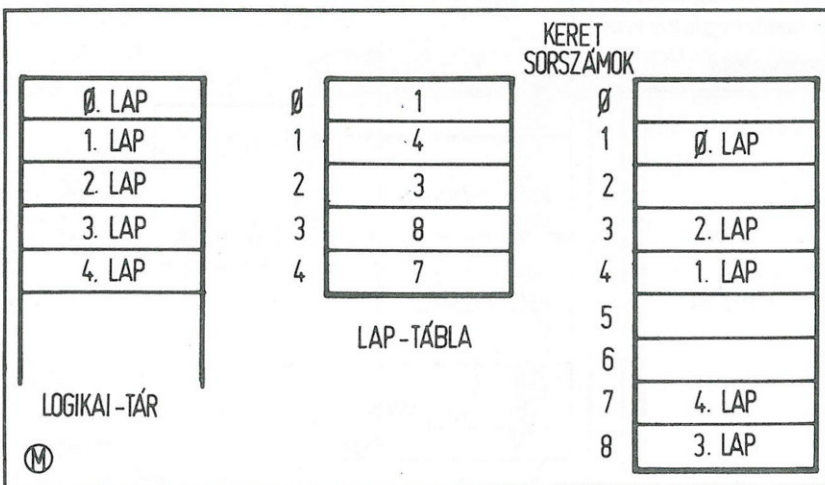 KERET
SORSZÁMOK
Ø. LAP
1. LAP
2. LAP
3. LAP
4. LAP
LOGIKAI-TÁR
Ø 1
1 4
2 3
3 8
4 7
LAP-TÁBLA
Ø
1 Ø. LAP
2
3 2. LAP
4 1. LAP
5
6
7 4. LAP
8 3. LAP
M